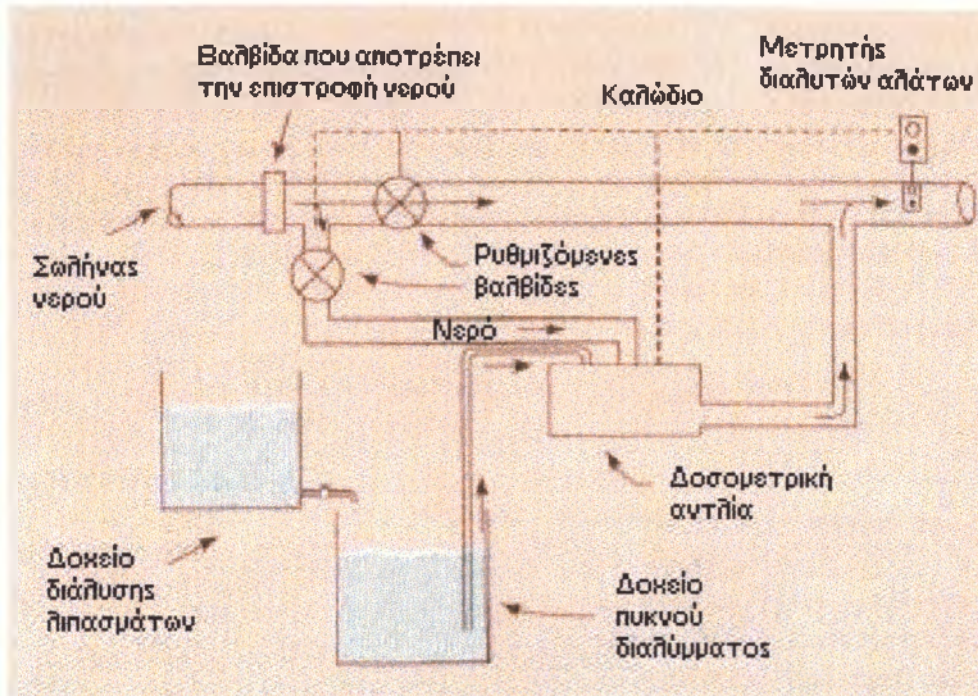 Βαλβίδα που αποτρέπει
την επιστροφή νερού
Μετρητής
διαλυτών αλάτων
Καλώδιο
Σωλήνας
νερού
Ρυθμιζόμενες
βαλβίδες
Νερό
Δοσομετρική
αντλία
Δοχείο
διάλυσης
λιπασμάτων
Δοχείο
πυκνού
διαλύμματος